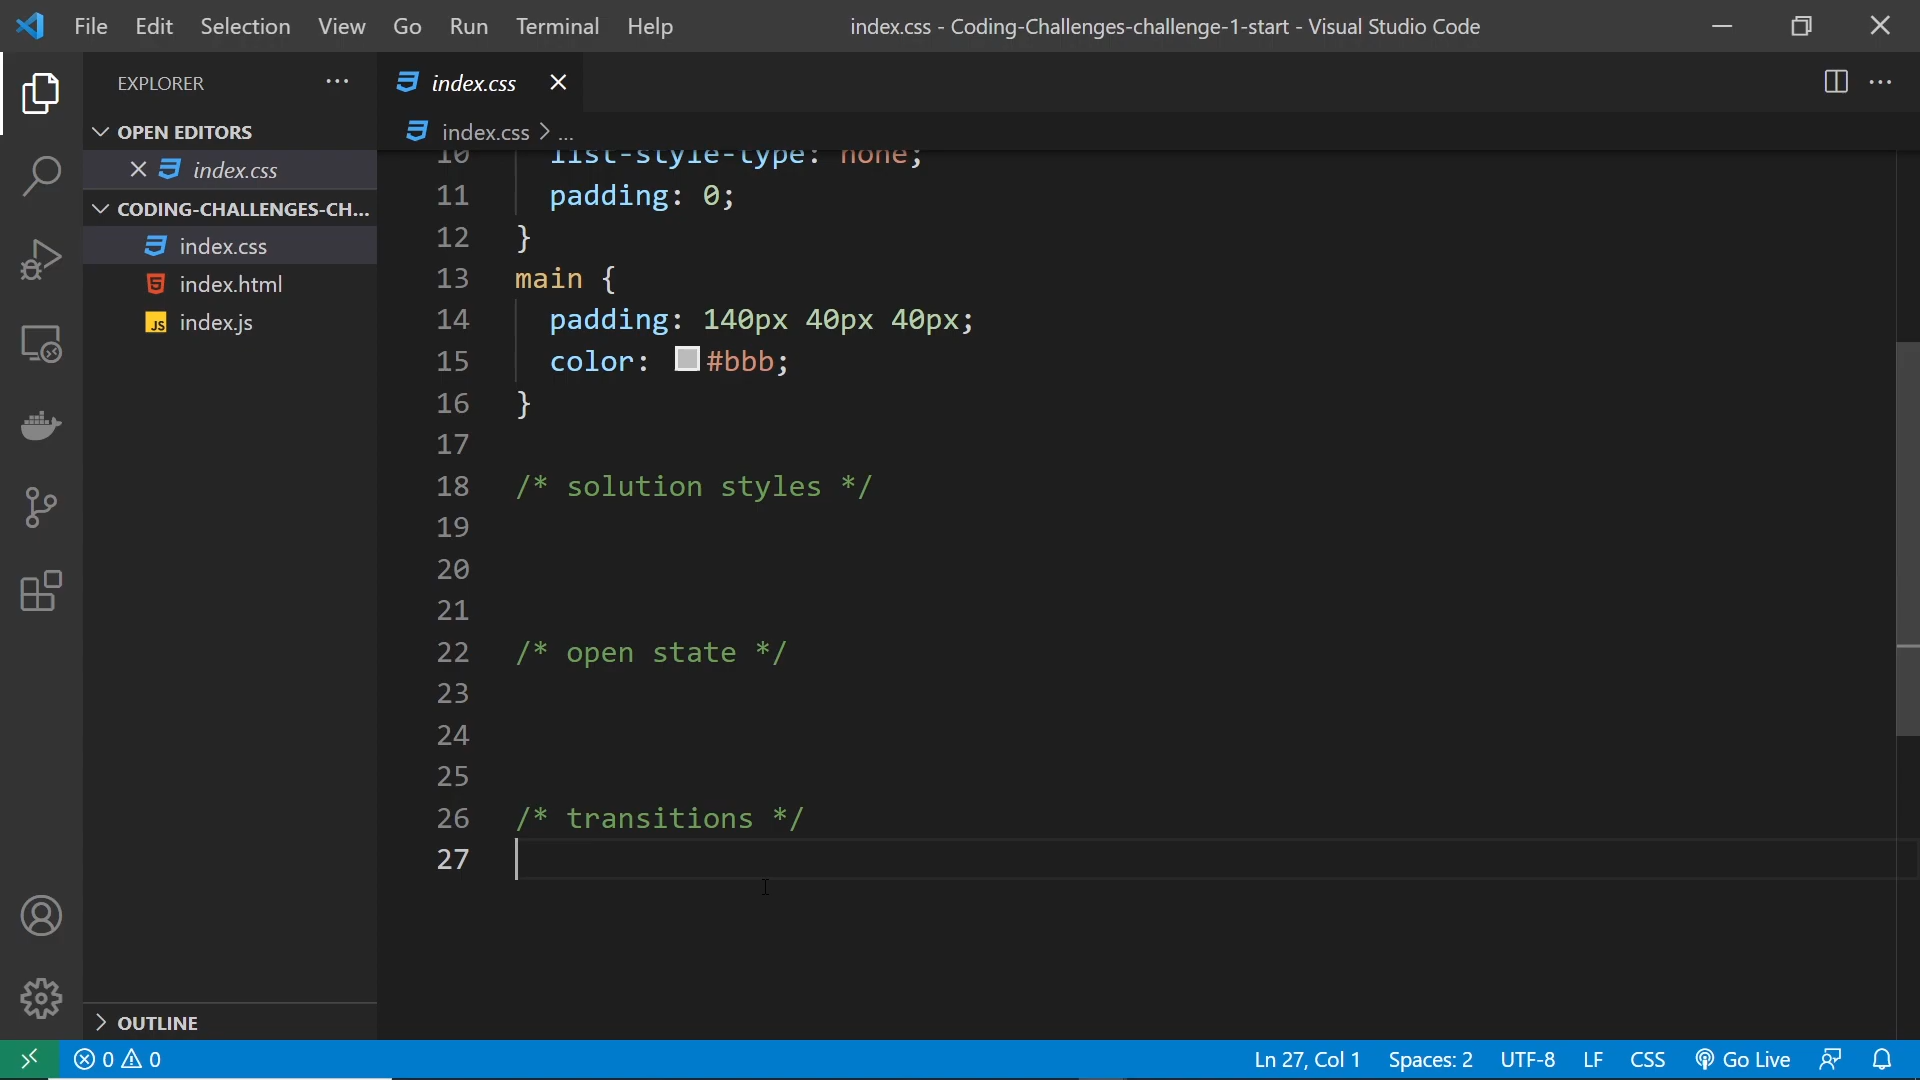 File Edit Selection View Go Run Terminal Help
index.css - Coding-Challenges-challenge-1-start - Visual Studio Code
EXPLORER ...
OPEN EDITORS
index.css
CODING-CHALLENGES-CH...
index.css
index.html
JS index.js
OUTLINE
index.css
index.css > ...
10 list-style-type: none;
11 padding: 0;
12 }
13 main {
14 padding: 140px 40px 40px;
15 color: #bbb;
16 }
17
18 /* solution styles */
19
20
21
22 /* open state */
23
24
25
26 /* transitions */
27
0 0
Ln 27, Col 1 Spaces: 2 UTF-8 LF CSS Go Live